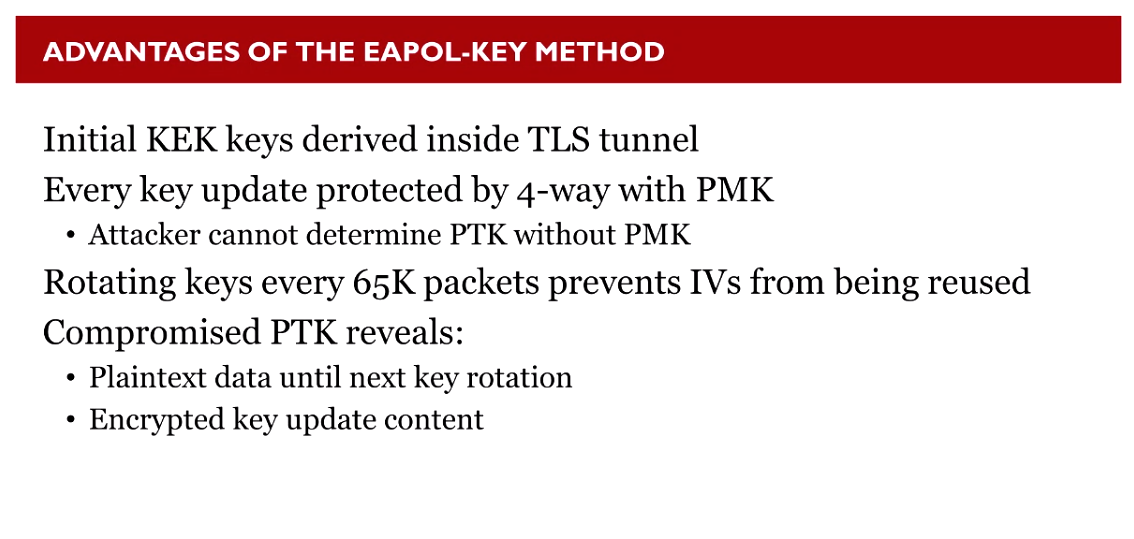 ADVANTAGES OF THE EAPOL-KEY METHOD
Initial KEK keys derived inside TLS tunnel
Every key update protected by 4-way with PMK
• Attacker cannot determine PTK without PMK
Rotating keys every 65K packets prevents IVs from being reused
Compromised PTK reveals:
• Plaintext data until next key rotation
• Encrypted key update content